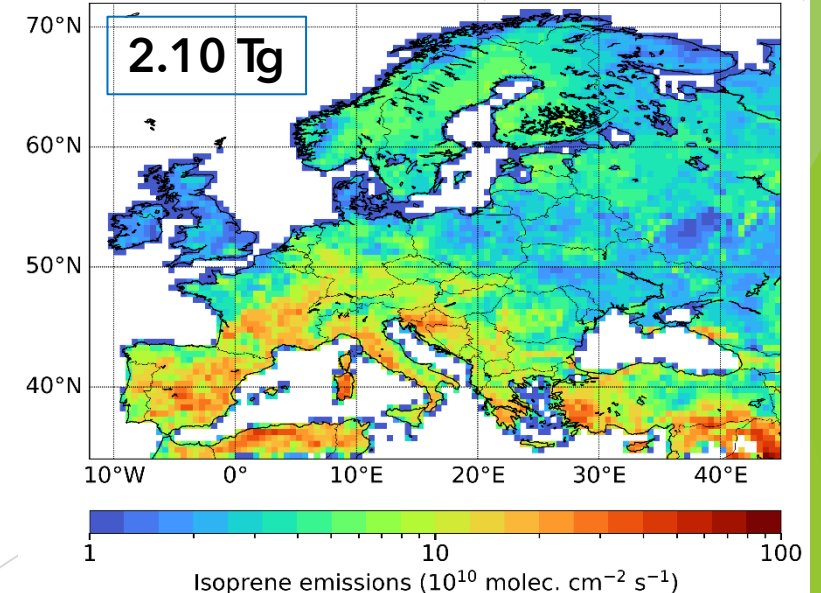 70°N
2.10 Tg
60°N
50°N
40°N
10°W 0° 10°E 20°E 30°E 40°E
1 10 100
Isoprene emissions (10¹⁰ molec. cm⁻² s⁻¹)